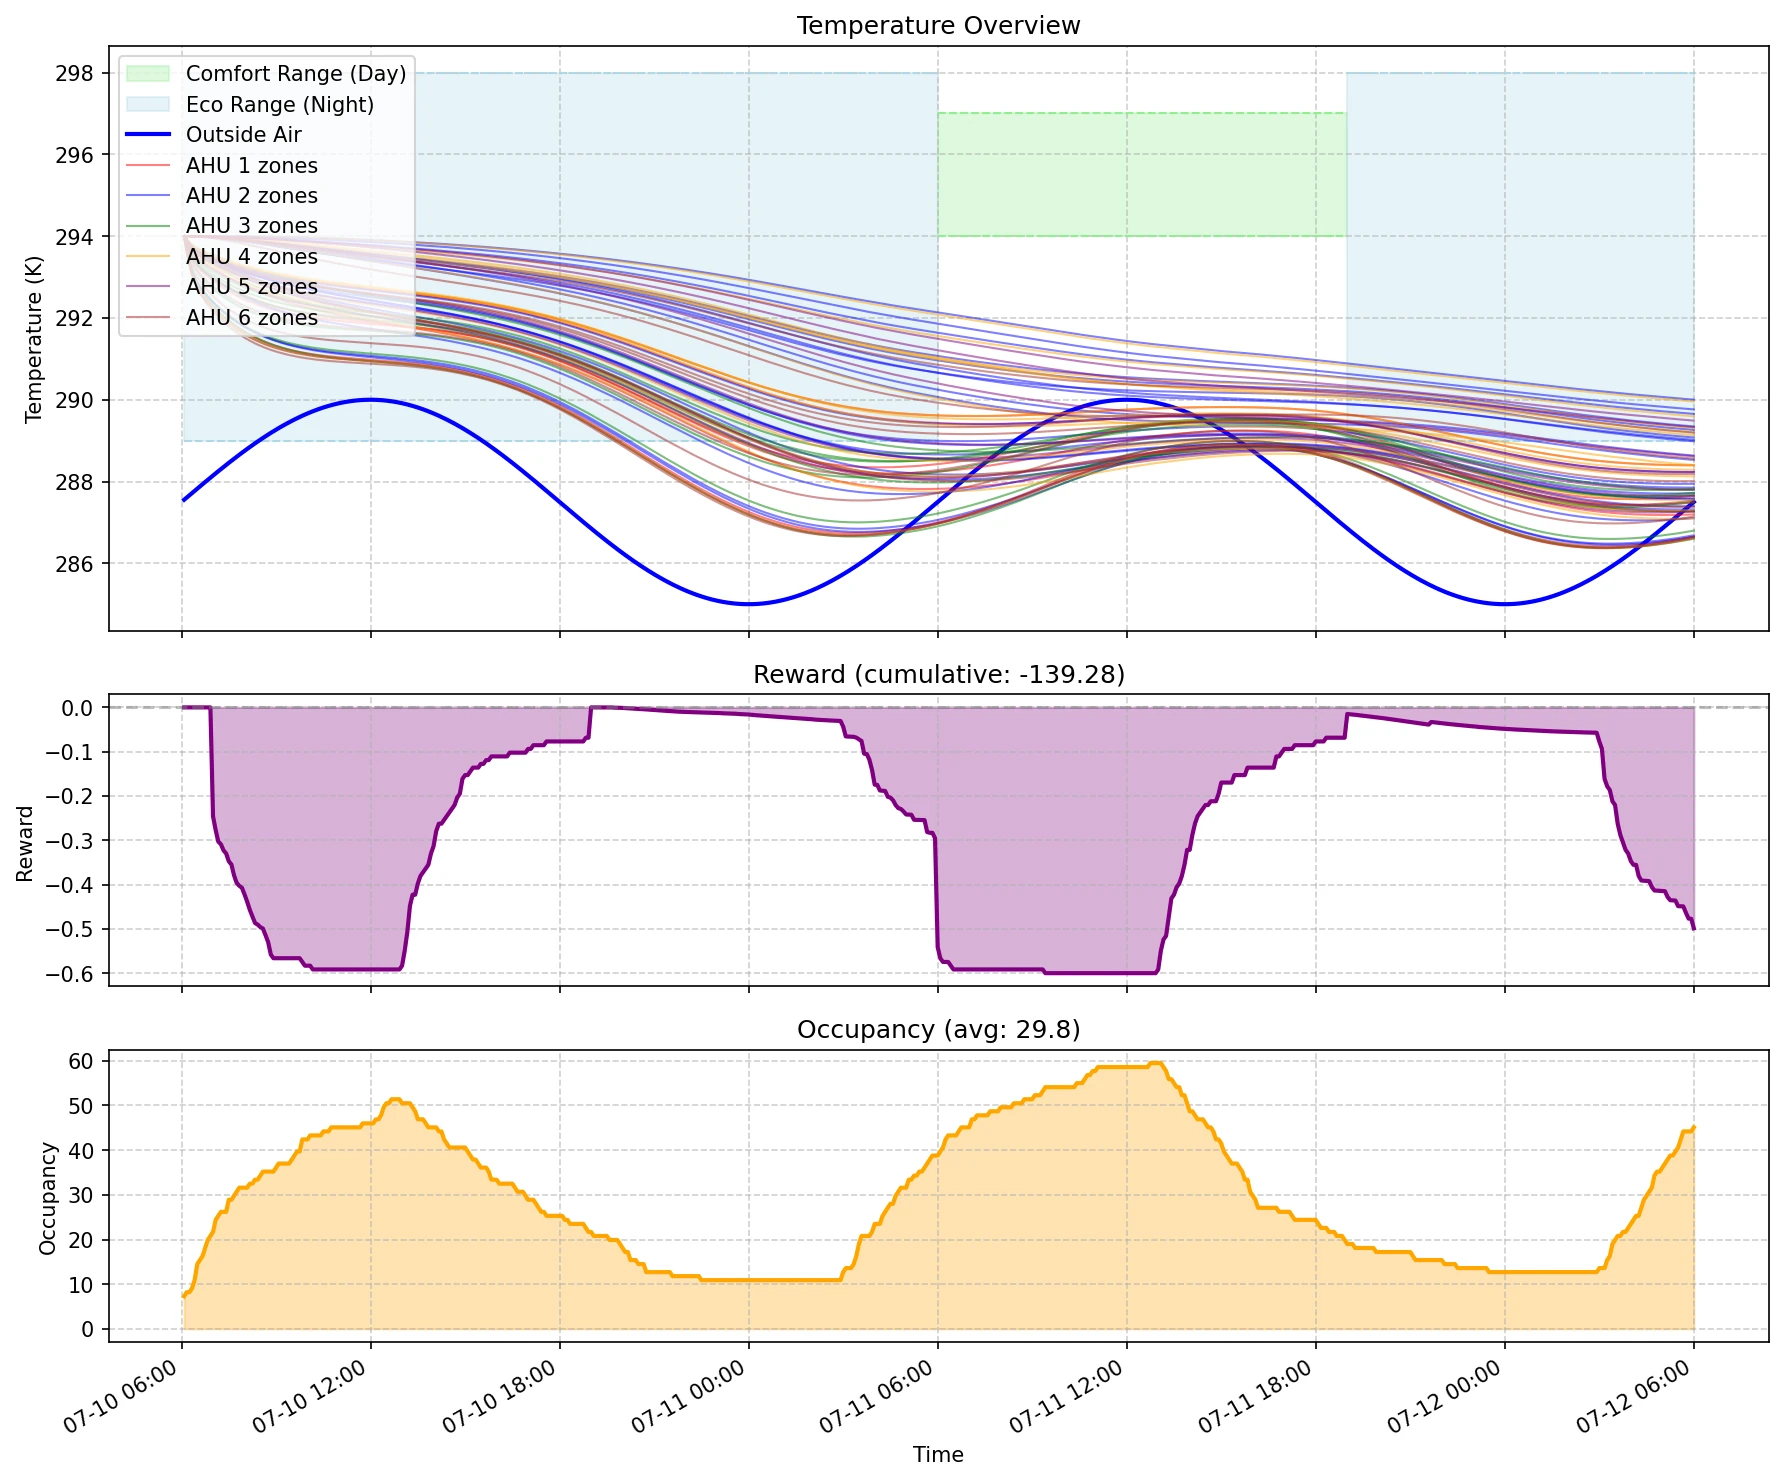 Temperature Overview
298
296
294
292
290
288
286
Temperature (K)
Comfort Range (Day)
Eco Range (Night)
Outside Air
AHU 1 zones
AHU 2 zones
AHU 3 zones
AHU 4 zones
AHU 5 zones
AHU 6 zones
Reward (cumulative: -139.28)
0.0
−0.1
−0.2
−0.3
−0.4
−0.5
−0.6
Reward
Occupancy (avg: 29.8)
60
50
40
30
20
10
0
Occupancy
07-10 06:00
07-10 12:00
07-10 18:00
07-11 00:00
07-11 06:00
07-11 12:00
07-11 18:00
07-12 00:00
07-12 06:00
Time